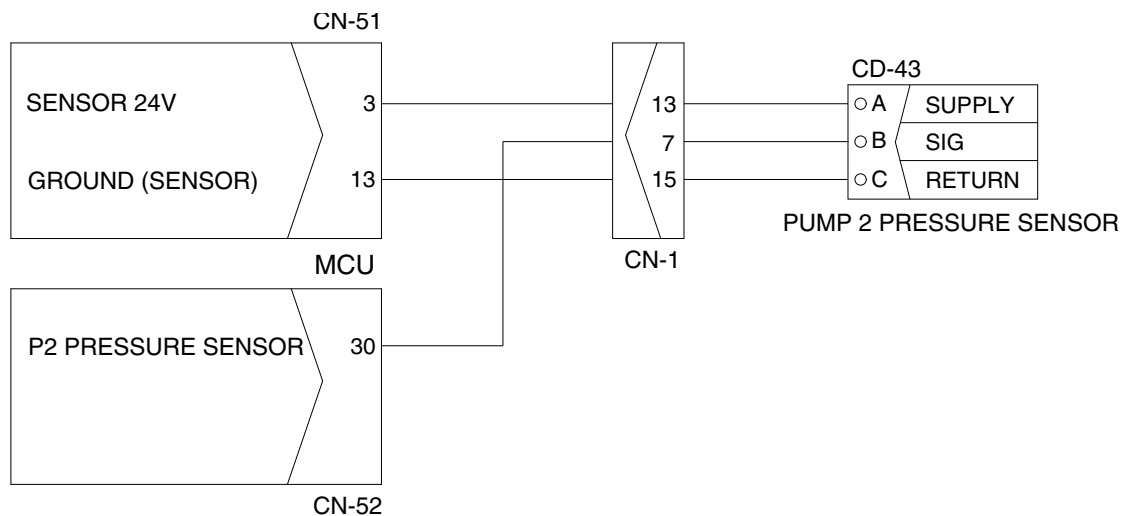 CN-51
SENSOR 24V
3
GROUND (SENSOR)
13
MCU
P2 PRESSURE SENSOR
30
CN-52
13
7
15
CN-1
CD-43
A SUPPLY
B SIG
C RETURN
PUMP 2 PRESSURE SENSOR